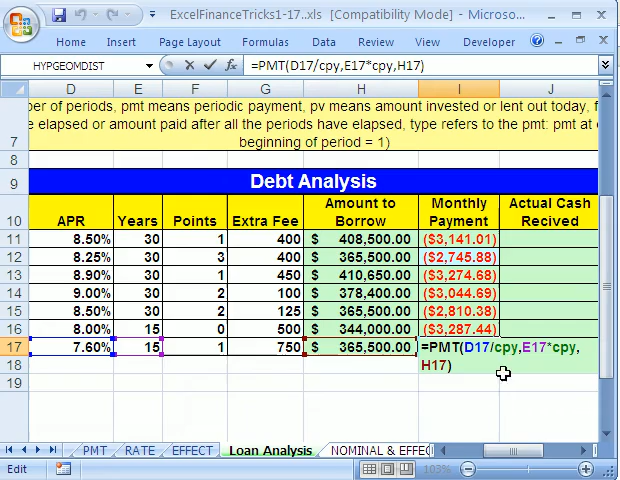 ExcelFinanceTricks1-17..xls [Compatibility Mode] - Microso...
Home Insert Page Layout Formulas Data Review View Developer
HYPGEOMDIST =PMT(D17/cpy,E17*cpy,H17)
D E F G H I J
7 er of periods, pmt means periodic payment, pv means amount invested or lent out today, f
e elapsed or amount paid after all the periods have elapsed, type refers to the pmt: pmt at e
beginning of period = 1)
8
9 Debt Analysis
10 APR Years Points Extra Fee Amount to Borrow Monthly Payment Actual Cash Recived
11 8.50% 30 1 400 $ 408,500.00 ($3,141.01)
12 8.25% 30 3 400 $ 365,500.00 ($2,745.88)
13 8.90% 30 1 450 $ 410,650.00 ($3,274.68)
14 9.00% 30 2 100 $ 378,400.00 ($3,044.69)
15 8.50% 30 2 125 $ 365,500.00 ($2,810.38)
16 8.00% 15 0 500 $ 344,000.00 ($3,287.44)
17 7.60% 15 1 750 $ 365,500.00 =PMT(D17/cpy,E17*cpy,
18 H17)
19
PMT RATE EFFECT Loan Analysis NOMINAL & EFFEC
Edit 103%